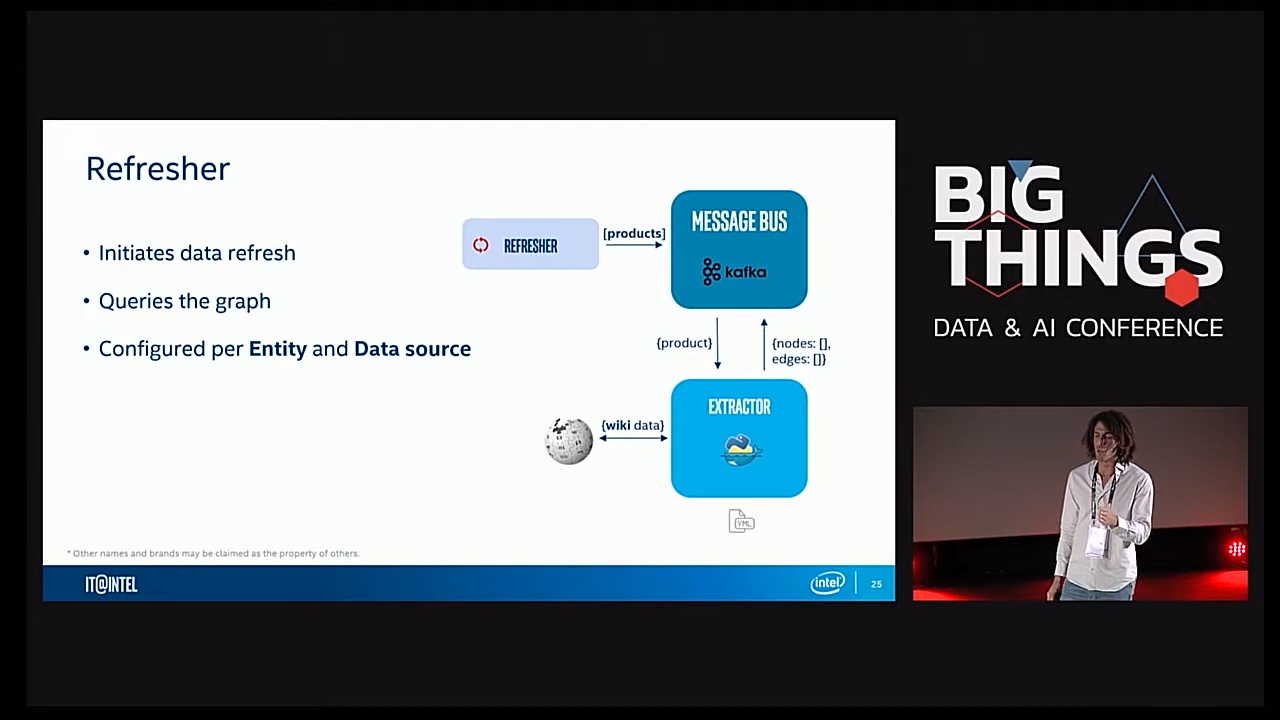 Refresher
• Initiates data refresh
• Queries the graph
• Configured per Entity and Data source
REFRESHER
[products]
MESSAGE BUS
kafka
{product}
{nodes: [],
edges: []}
EXTRACTOR
{wiki data}
YML
* Other names and brands may be claimed as the property of others.
IT@INTEL
intel
25
BIG
THINGS
DATA & AI CONFERENCE